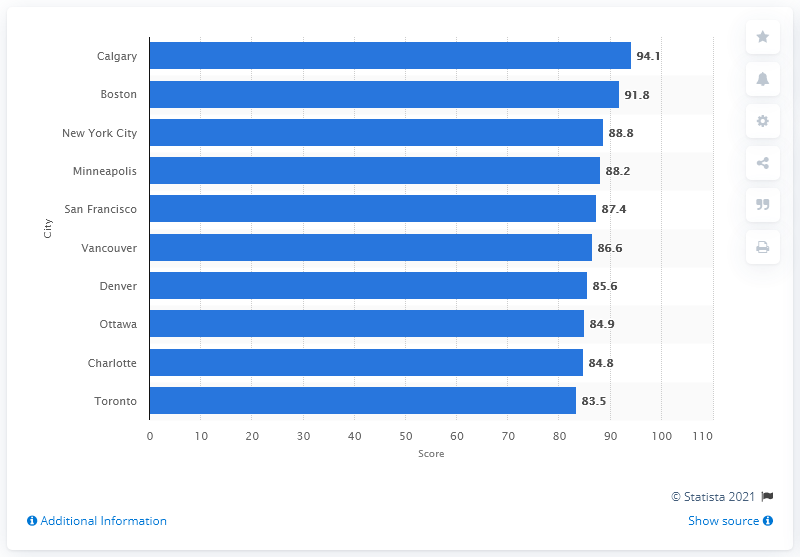 Calgary 94.1
Boston 91.8
New York City 88.8
Minneapolis 88.2
San Francisco 87.4
Vancouver 86.6
Denver 85.6
Ottawa 84.9
Charlotte 84.8
Toronto 83.5
City
0 10 20 30 40 50 60 70 80 90 100 110
Score
© Statista 2021
Additional Information
Show source